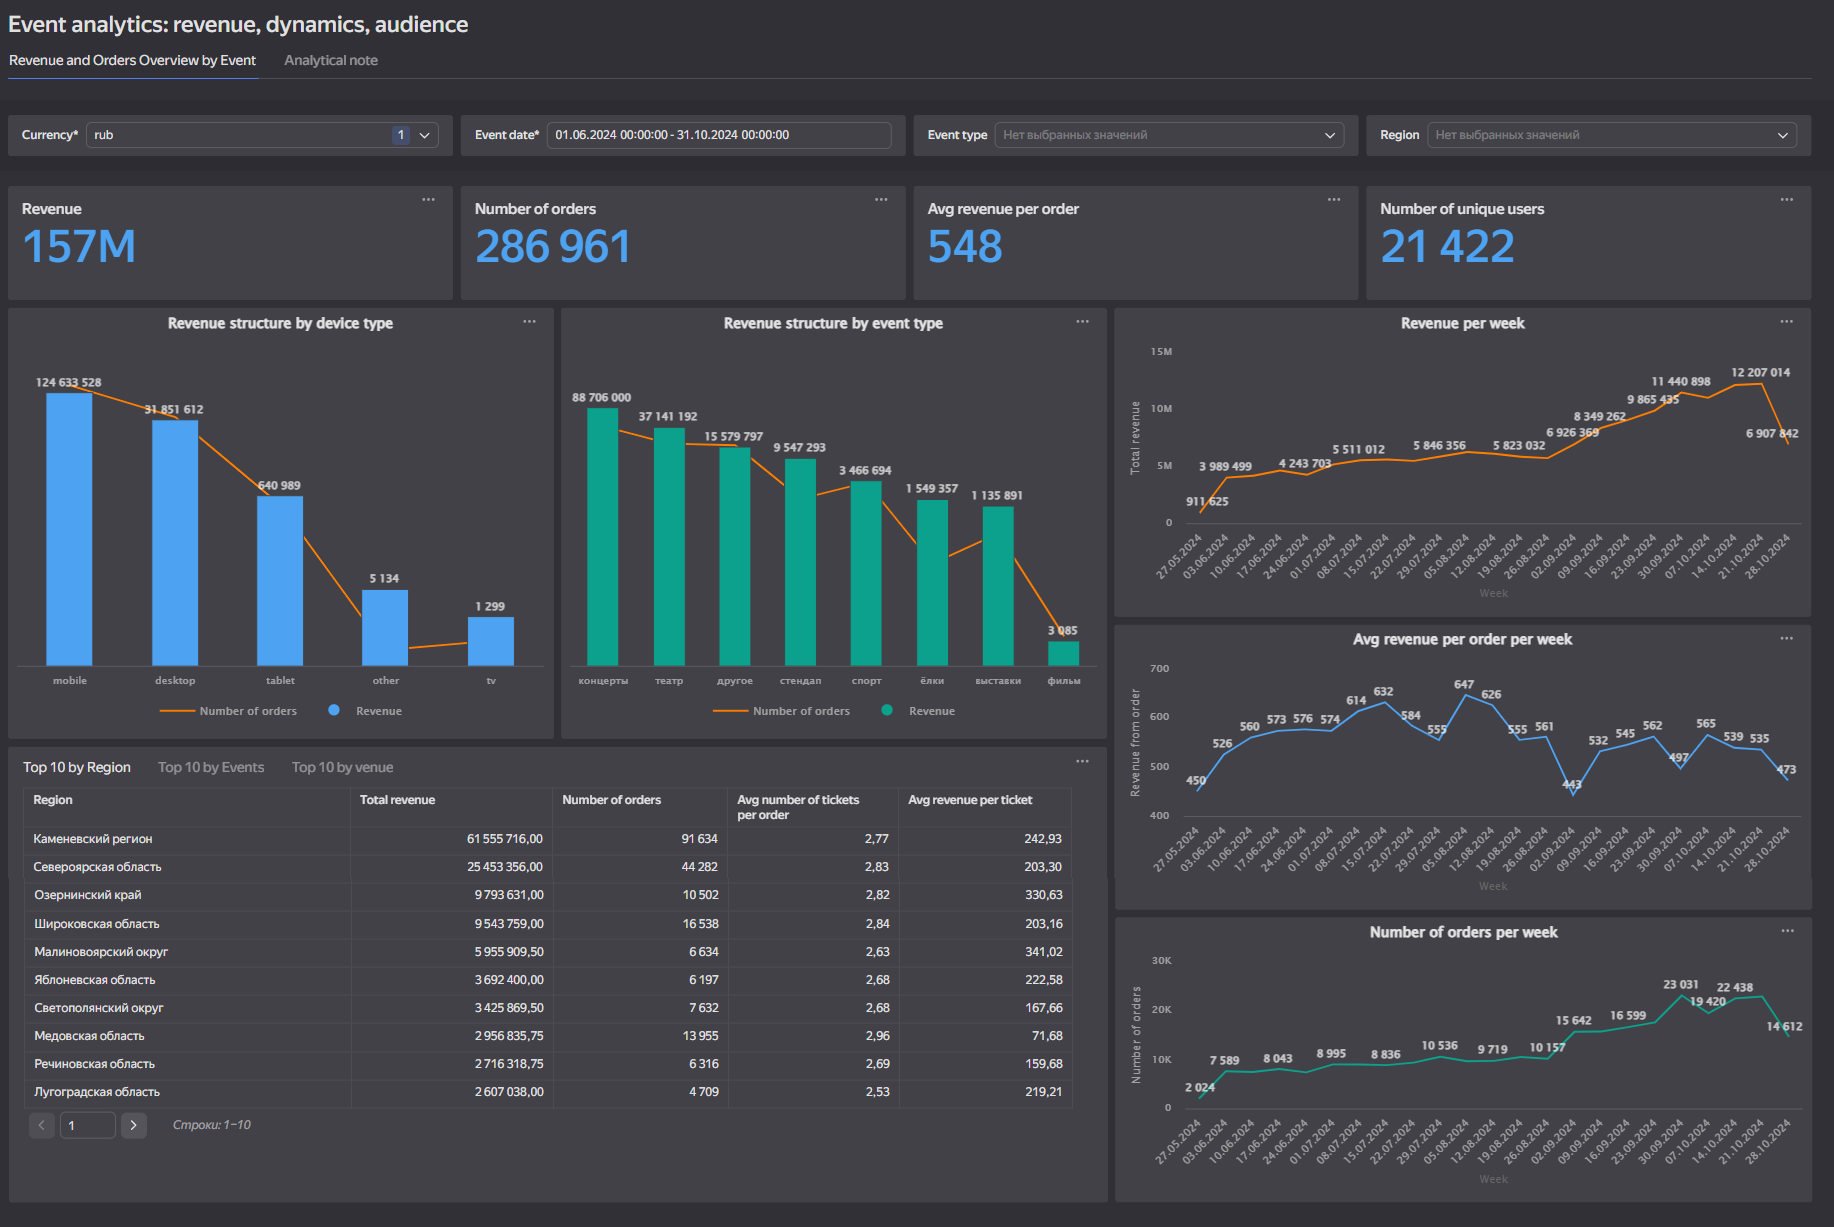 Event analytics: revenue, dynamics, audience
Revenue and Orders Overview by Event
Analytical note
Currency*
rub
1
Event date*
01.06.2024 00:00:00 - 31.10.2024 00:00:00
Event type
Нет выбранных значений
Region
Нет выбранных значений
Revenue
157M
Number of orders
286 961
Avg revenue per order
548
Number of unique users
21 422
Revenue structure by device type
124 633 528
31 851 612
640 989
5 134
1 299
mobile
desktop
tablet
other
tv
Number of orders
Revenue
Revenue structure by event type
88 706 000
37 141 192
15 579 797
9 547 293
3 466 694
1 549 357
1 135 891
3 085
концерты
театр
другое
стендап
спорт
ёлки
выставки
фильм
Number of orders
Revenue
Revenue per week
Total revenue
15M
10M
5M
0
911 625
3 989 499
4 243 703
5 511 012
5 846 356
5 823 032
6 926 369
8 349 262
9 865 435
11 440 898
12 207 014
6 907 842
27.05.2024
03.06.2024
10.06.2024
17.06.2024
24.06.2024
01.07.2024
08.07.2024
15.07.2024
22.07.2024
29.07.2024
05.08.2024
12.08.2024
19.08.2024
26.08.2024
02.09.2024
09.09.2024
16.09.2024
23.09.2024
30.09.2024
07.10.2024
14.10.2024
21.10.2024
28.10.2024
Week
Avg revenue per order per week
Revenue from order
700
600
500
400
450
526
560
573
576
574
614
632
584
555
647
626
555
561
443
532
545
562
497
565
539
535
473
27.05.2024
03.06.2024
10.06.2024
17.06.2024
24.06.2024
01.07.2024
08.07.2024
15.07.2024
22.07.2024
29.07.2024
05.08.2024
12.08.2024
19.08.2024
26.08.2024
02.09.2024
09.09.2024
16.09.2024
23.09.2024
30.09.2024
07.10.2024
14.10.2024
21.10.2024
28.10.2024
Week
Number of orders per week
Number of orders
30K
20K
10K
0
2 024
7 589
8 043
8 995
8 836
10 536
9 719
10 157
15 642
16 599
23 031
19 420
22 438
14 612
27.05.2024
03.06.2024
10.06.2024
17.06.2024
24.06.2024
01.07.2024
08.07.2024
15.07.2024
22.07.2024
29.07.2024
05.08.2024
12.08.2024
19.08.2024
26.08.2024
02.09.2024
09.09.2024
16.09.2024
23.09.2024
30.09.2024
07.10.2024
14.10.2024
21.10.2024
28.10.2024
Week
Top 10 by Region
Top 10 by Events
Top 10 by venue
Region Total revenue Number of orders Avg number of tickets per order Avg revenue per ticket
Каменевский регион 61 555 716,00 91 634 2,77 242,93
Североярская область 25 453 356,00 44 282 2,83 203,30
Озернинский край 9 793 631,00 10 502 2,82 330,63
Широковская область 9 543 759,00 16 538 2,84 203,16
Малиновоярский округ 5 955 909,50 6 634 2,63 341,02
Яблоневская область 3 692 400,00 6 197 2,68 222,58
Светополянский округ 3 425 869,50 7 632 2,68 167,66
Медовская область 2 956 835,75 13 955 2,96 71,68
Речиновская область 2 716 318,75 6 316 2,69 159,68
Лугоградская область 2 607 038,00 4 709 2,53 219,21
1
Строки: 1–10